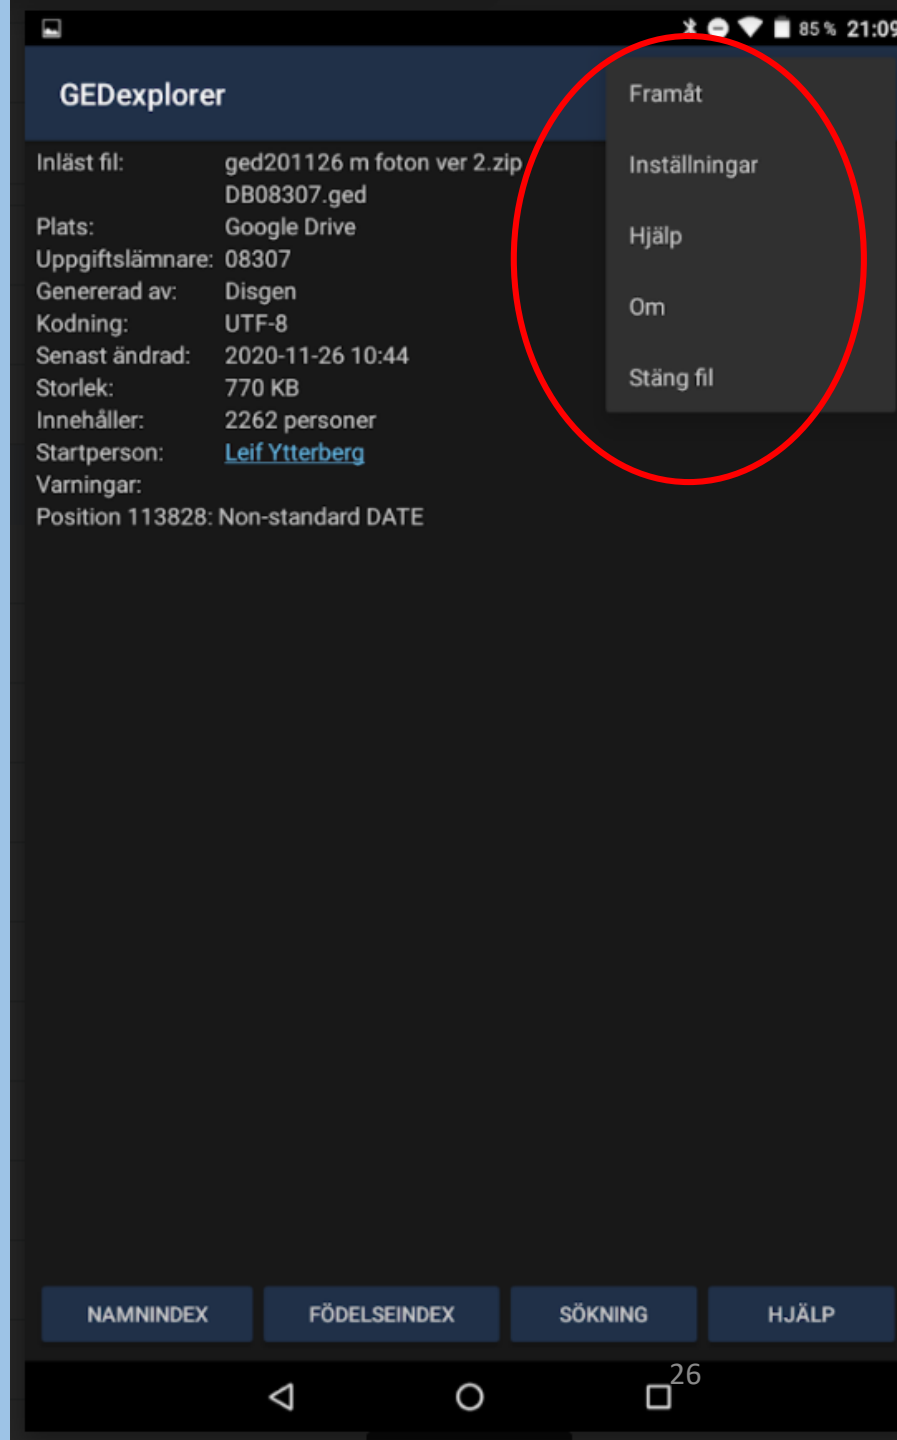 85 % 21:09
GEDexplorer
Framåt
Inställningar
Hjälp
Om
Stäng fil
Inläst fil: ged201126 m foton ver 2.zip
DB08307.ged
Plats: Google Drive
Uppgiftslämnare: 08307
Genererad av: Disgen
Kodning: UTF-8
Senast ändrad: 2020-11-26 10:44
Storlek: 770 KB
Innehåller: 2262 personer
Startperson: Leif Ytterberg
Varningar:
Position 113828: Non-standard DATE
NAMNINDEX FÖDELSEINDEX SÖKNING HJÄLP
26